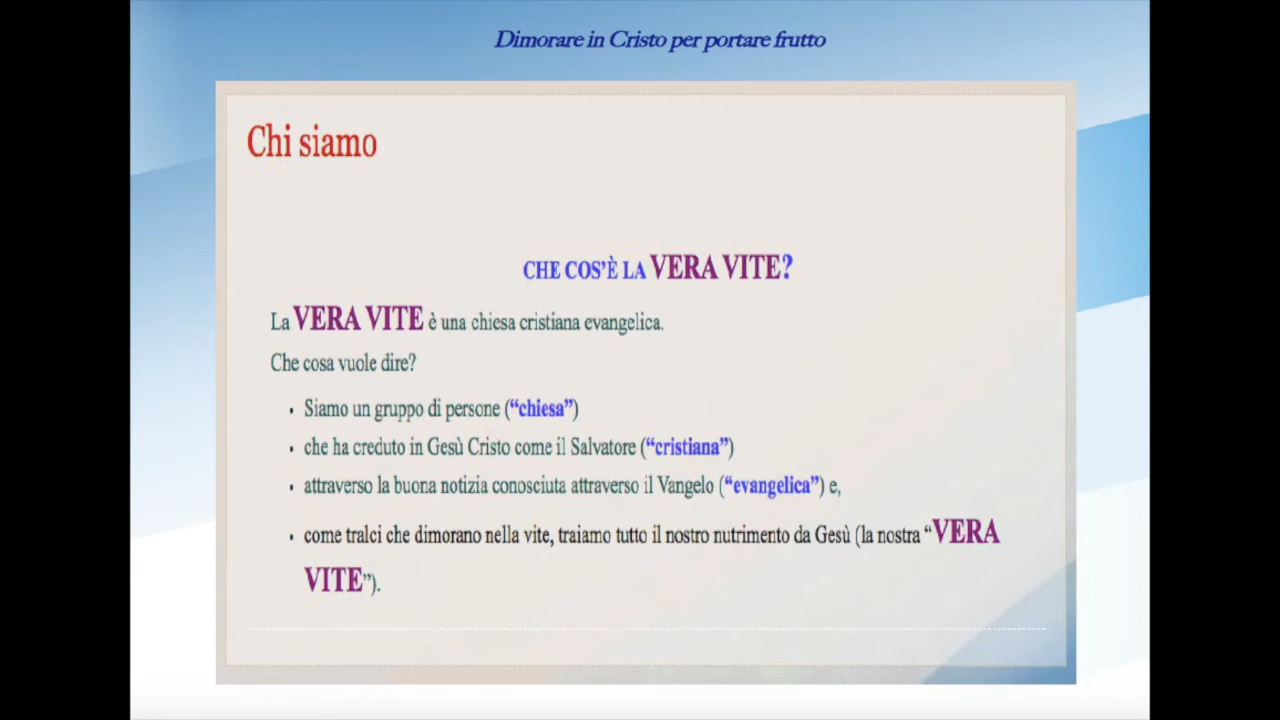 Dimorare in Cristo per portare frutto
Chi siamo
CHE COS'È LA VERA VITE?
La VERA VITE è una chiesa cristiana evangelica.
Che cosa vuole dire?
• Siamo un gruppo di persone (“chiesa”)
• che ha creduto in Gesù Cristo come il Salvatore (“cristiana”)
• attraverso la buona notizia conosciuta attraverso il Vangelo (“evangelica”) e,
• come tralci che dimorano nella vite, traiamo tutto il nostro nutrimento da Gesù (la nostra “VERA
VITE”).